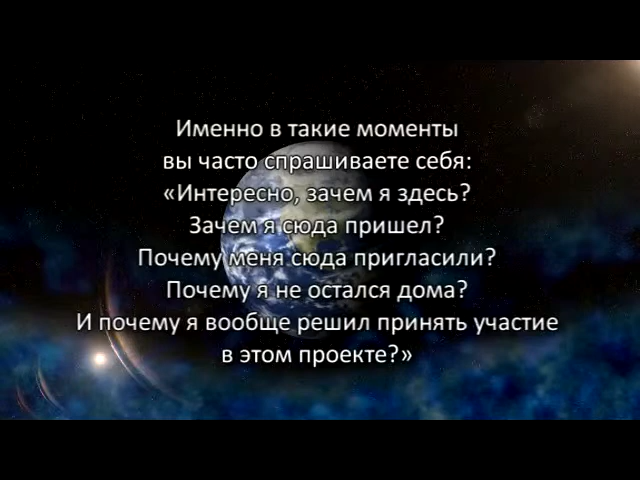 Именно в такие моменты
вы часто спрашиваете себя:
«Интересно, зачем я здесь?
Зачем я сюда пришел?
Почему меня сюда пригласили?
Почему я не остался дома?
И почему я вообще решил принять участие
в этом проекте?»